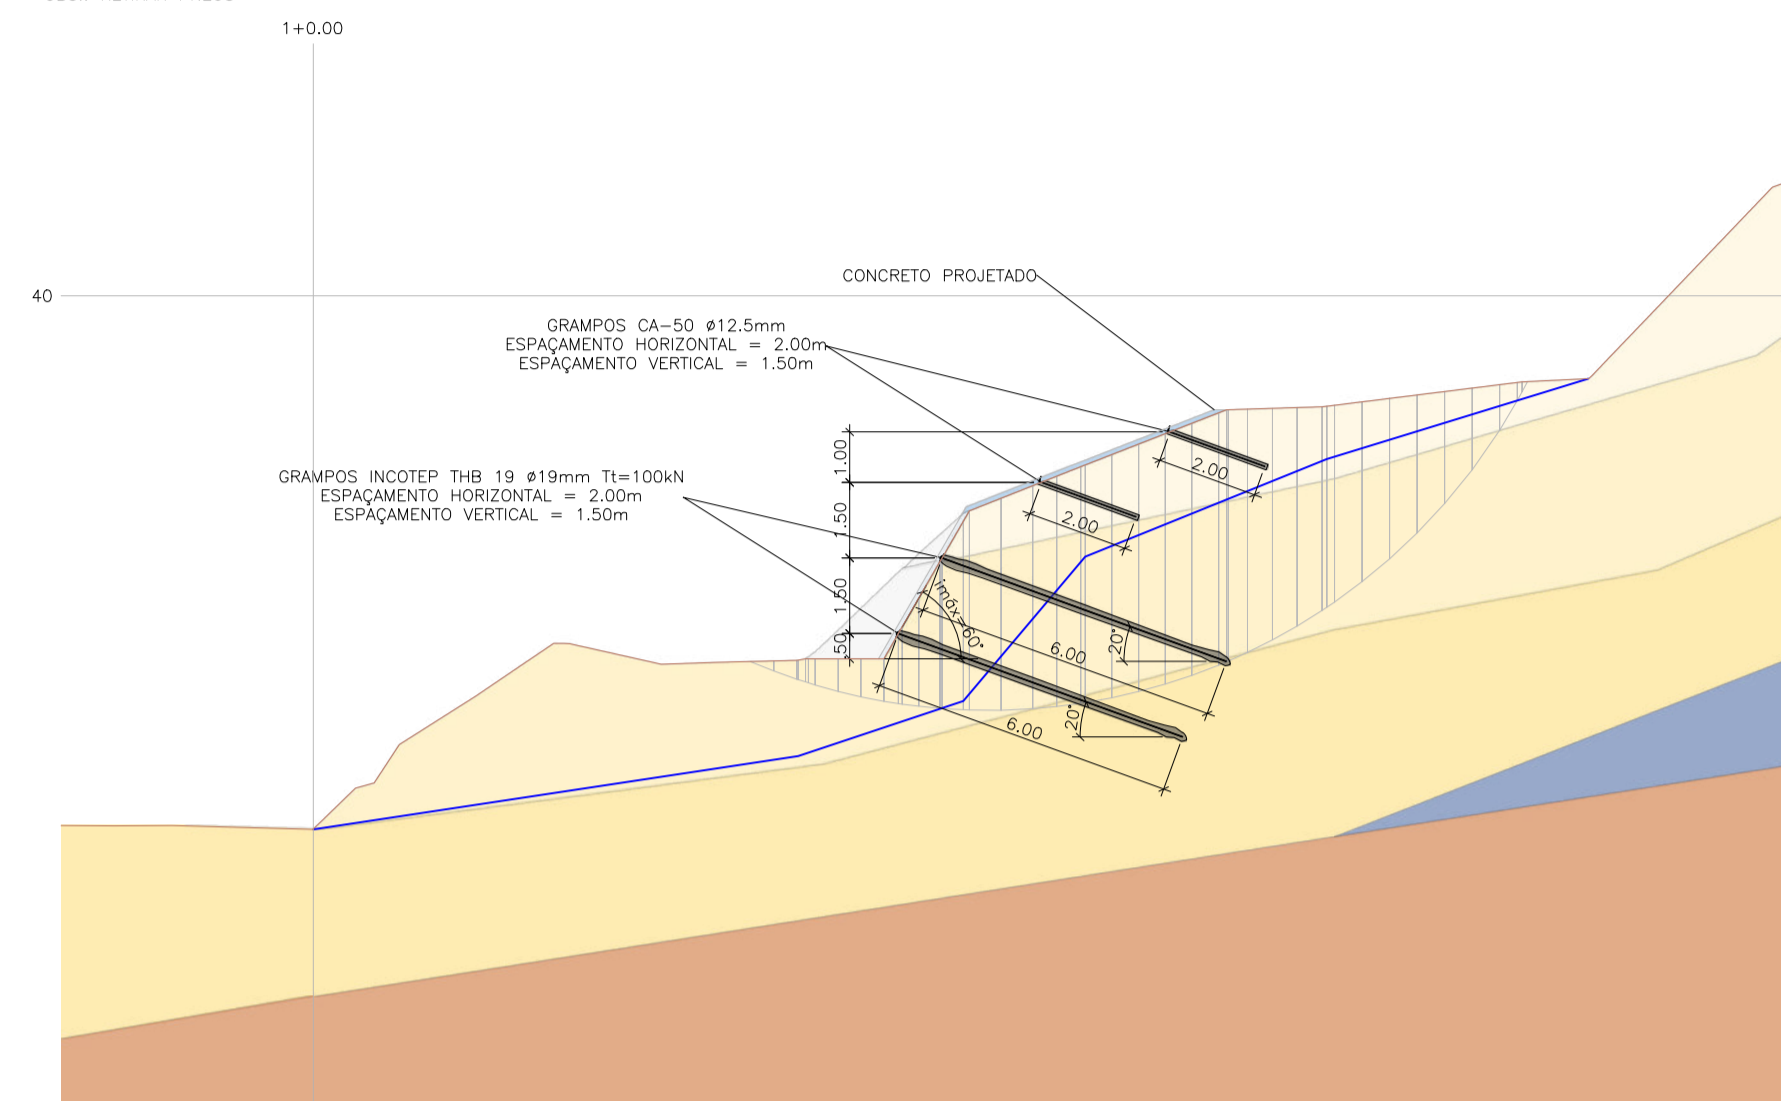 1+0.00
40
CONCRETO PROJETADO
GRAMPOS CA-50 ø12.5mm
ESPAÇAMENTO HORIZONTAL = 2.00m
ESPAÇAMENTO VERTICAL = 1.50m
GRAMPOS INCOTEP THB 19 ø19mm Tt=100kN
ESPAÇAMENTO HORIZONTAL = 2.00m
ESPAÇAMENTO VERTICAL = 1.50m
1.00
1.50
1.50
.50
2.00
2.00
imáx=60°
6.00
20°
6.00
20°